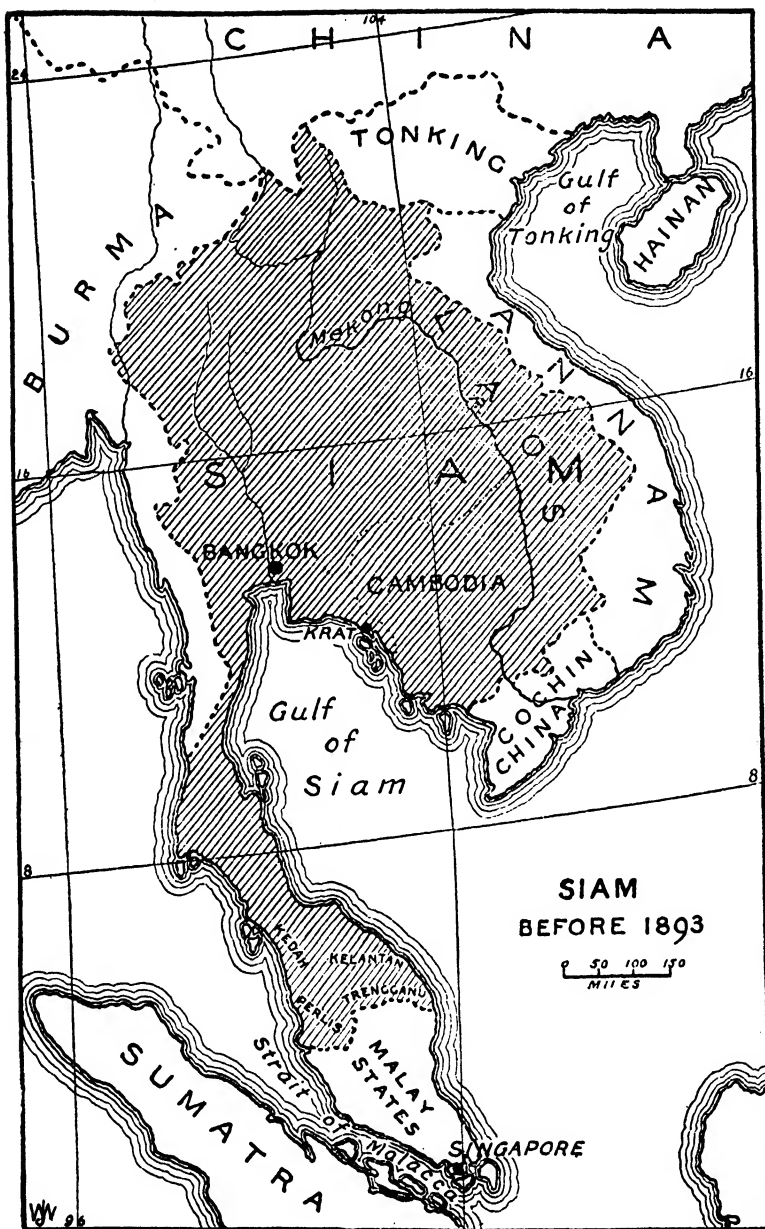 104
CHINA
24
TONKING
Gulf
of
Tonking
HAINAN
BURMA
Mekong
LAOS
ANNAM
16
16
SIAM
BANGKOK
CAMBODIA
KRAT
COCHIN
CHINA
Gulf
of
Siam
8
8
SIAM
BEFORE 1893
0 50 100 150
MILES
KEDAH
KELANTAN
TRENGGANU
PERLIS
MALAY
STATES
Strait of Malacca
SUMATRA
SINGAPORE
96